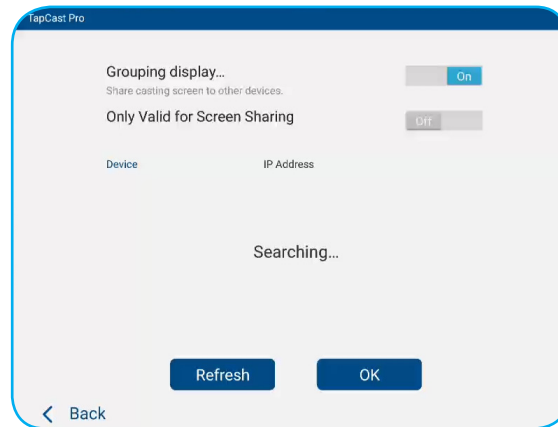 TapCast Pro
Grouping display...
On
Share casting screen to other devices.
Only Valid for Screen Sharing
Off
Device IP Address
Searching...
Refresh OK
Back